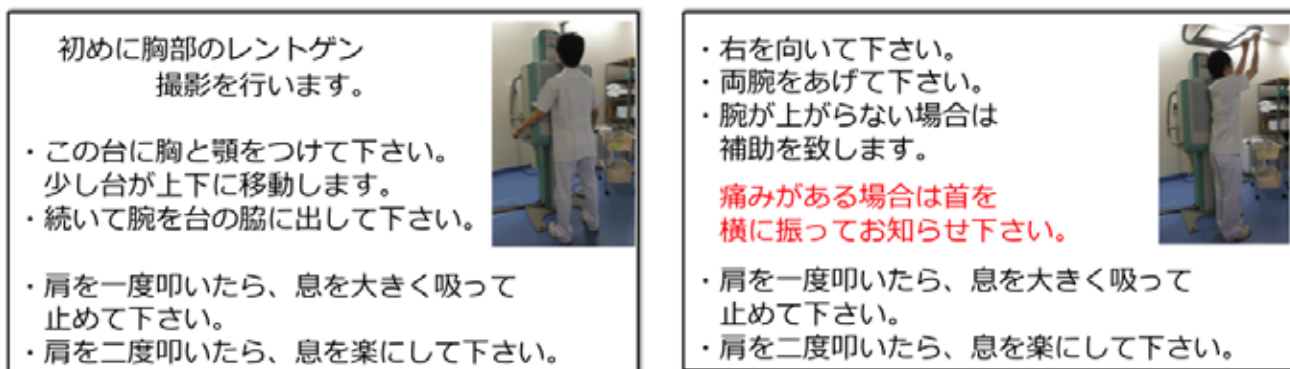 初めに胸部のレントゲン
撮影を行います。
・この台に胸と顎をつけて下さい。
少し台が上下に移動します。
・続いて腕を台の脇に出して下さい。
・肩を一度叩いたら、息を大きく吸って
止めて下さい。
・肩を二度叩いたら、息を楽にして下さい。
・右を向いて下さい。
・両腕をあげて下さい。
・腕が上がらない場合は
補助を致します。
痛みがある場合は首を
横に振ってお知らせ下さい。
・肩を一度叩いたら、息を大きく吸って
止めて下さい。
・肩を二度叩いたら、息を楽にして下さい。